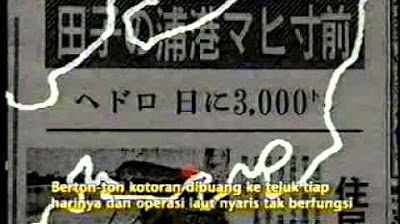 田子の浦港マヒ寸前
ヘドロ 日に3,000㌧
Berton-ton kotoran dibuang ke teluk tiap
harinya dan operasi laut nyaris tak berfungsi